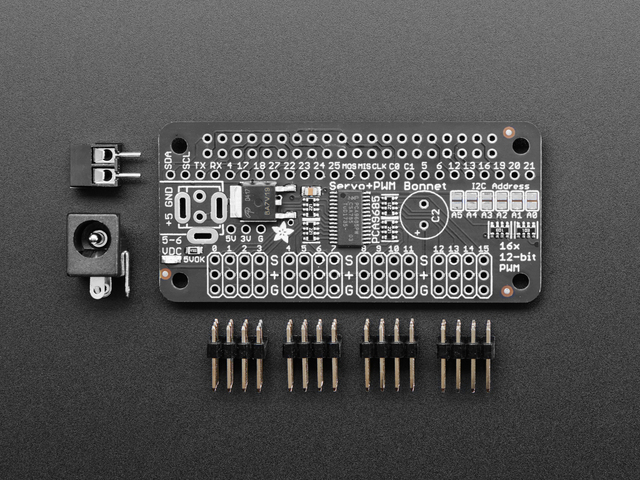 SDA
SCL
TX RX 4 17 18 27 22 23 24 25 MOS MIS CLK C0 C1 5 6 12 13 16 19 20 21
Servo+PWM Bonnet
I2C Address
A5 A4 A3 A2 A1 A0
+5 GND
PCA9685
C2
+
5V 3V G
5-6
VDC
5VOK
16x
12-bit
PWM
0 1 2 3 4 5 6 7 8 9 10 11 12 13 14 15
S S S
+ + +
G G G